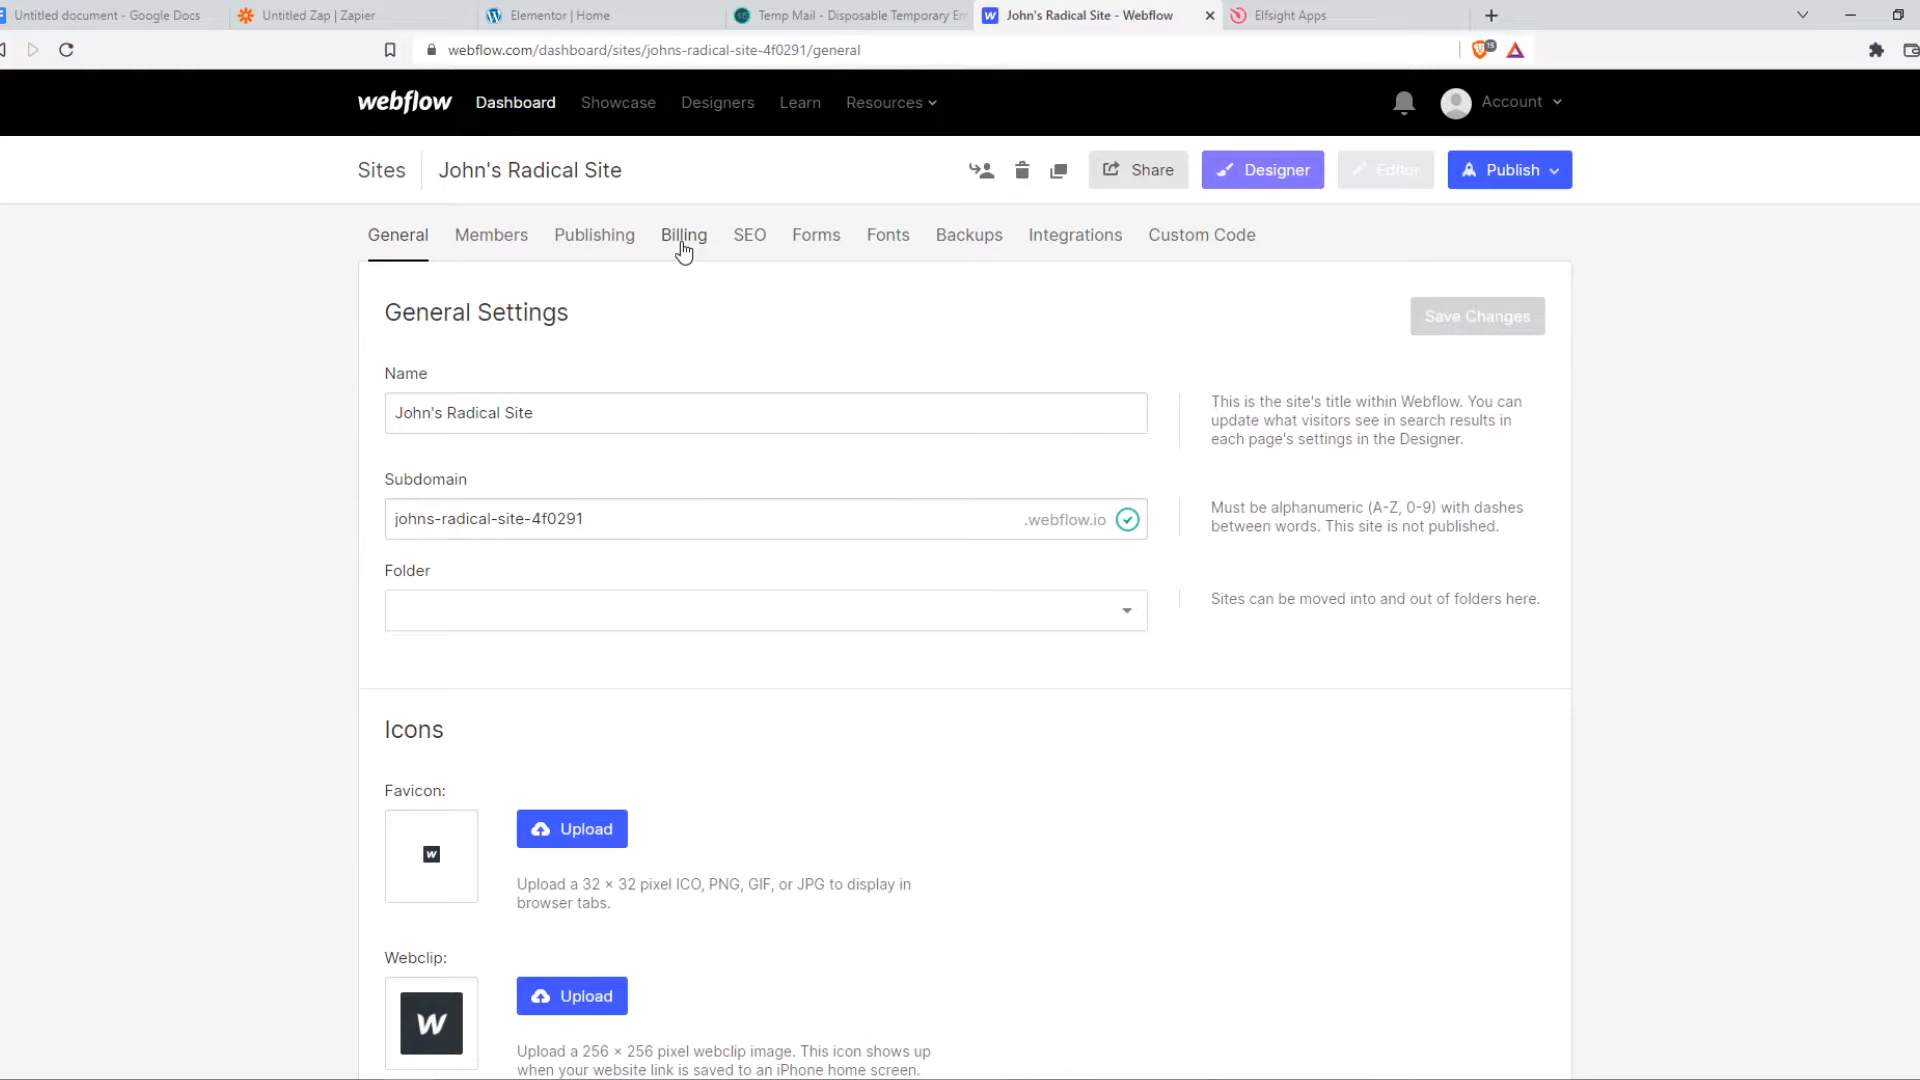 Untitled document - Google Docs
Untitled Zap | Zapier
Elementor | Home
Temp Mail - Disposable Temporary Em
John's Radical Site - Webflow
Elfsight Apps
webflow.com/dashboard/sites/johns-radical-site-4f0291/general
15
webflow
Dashboard
Showcase
Designers
Learn
Resources
Account
Sites
John's Radical Site
Share
Designer
Editor
Publish
General
Members
Publishing
Billing
SEO
Forms
Fonts
Backups
Integrations
Custom Code
General Settings
Save Changes
Name
John's Radical Site
This is the site's title within Webflow. You can
update what visitors see in search results in
each page's settings in the Designer.
Subdomain
johns-radical-site-4f0291
.webflow.io
Must be alphanumeric (A-Z, 0-9) with dashes
between words. This site is not published.
Folder
Sites can be moved into and out of folders here.
Icons
Favicon:
Upload
Upload a 32 × 32 pixel ICO, PNG, GIF, or JPG to display in
browser tabs.
Webclip:
Upload
Upload a 256 × 256 pixel webclip image. This icon shows up
when your website link is saved to an iPhone home screen.